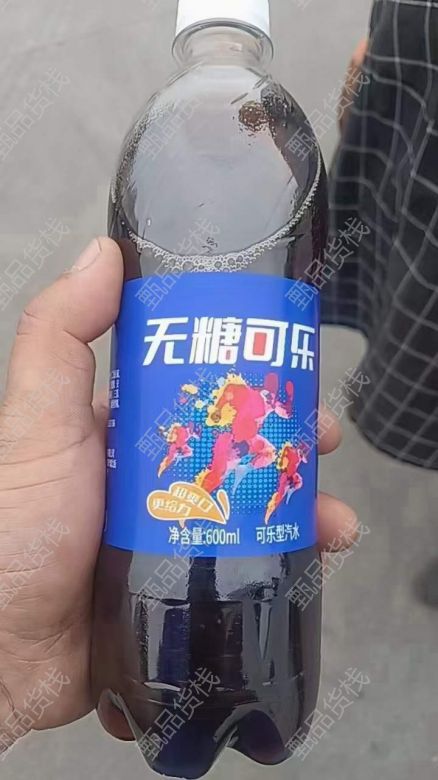 无糖可乐
超爽口
更给力
净含量:600ml 可乐型汽水
甄品货栈